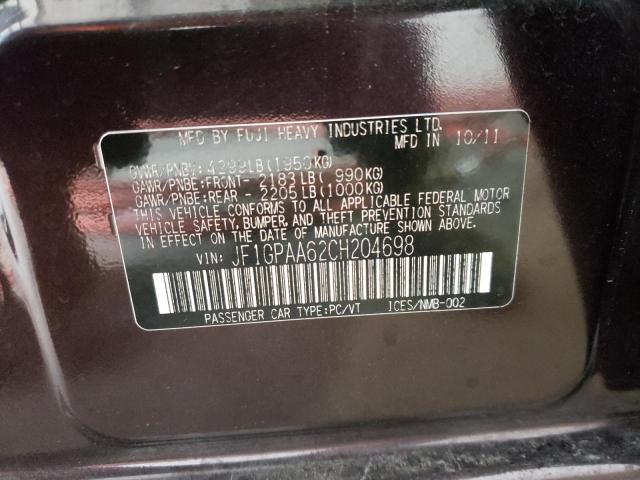 MFD BY FUJI HEAVY INDUSTRIES LTD.
MFD IN 10/11
GVWR/PNBV: 4299LB(1950KG)
GAWR/PNBE:FRONT- 2183LB( 990KG)
GAWR/PNBE:REAR - 2205LB(1000KG)
THIS VEHICLE CONFORMS TO ALL APPLICABLE FEDERAL MOTOR
VEHICLE SAFETY, BUMPER, AND THEFT PREVENTION STANDARDS
IN EFFECT ON THE DATE OF MANUFACTURE SHOWN ABOVE.
VIN: JF1GPAA62CH204698
PASSENGER CAR TYPE:PC/VT ICES/NMB-002